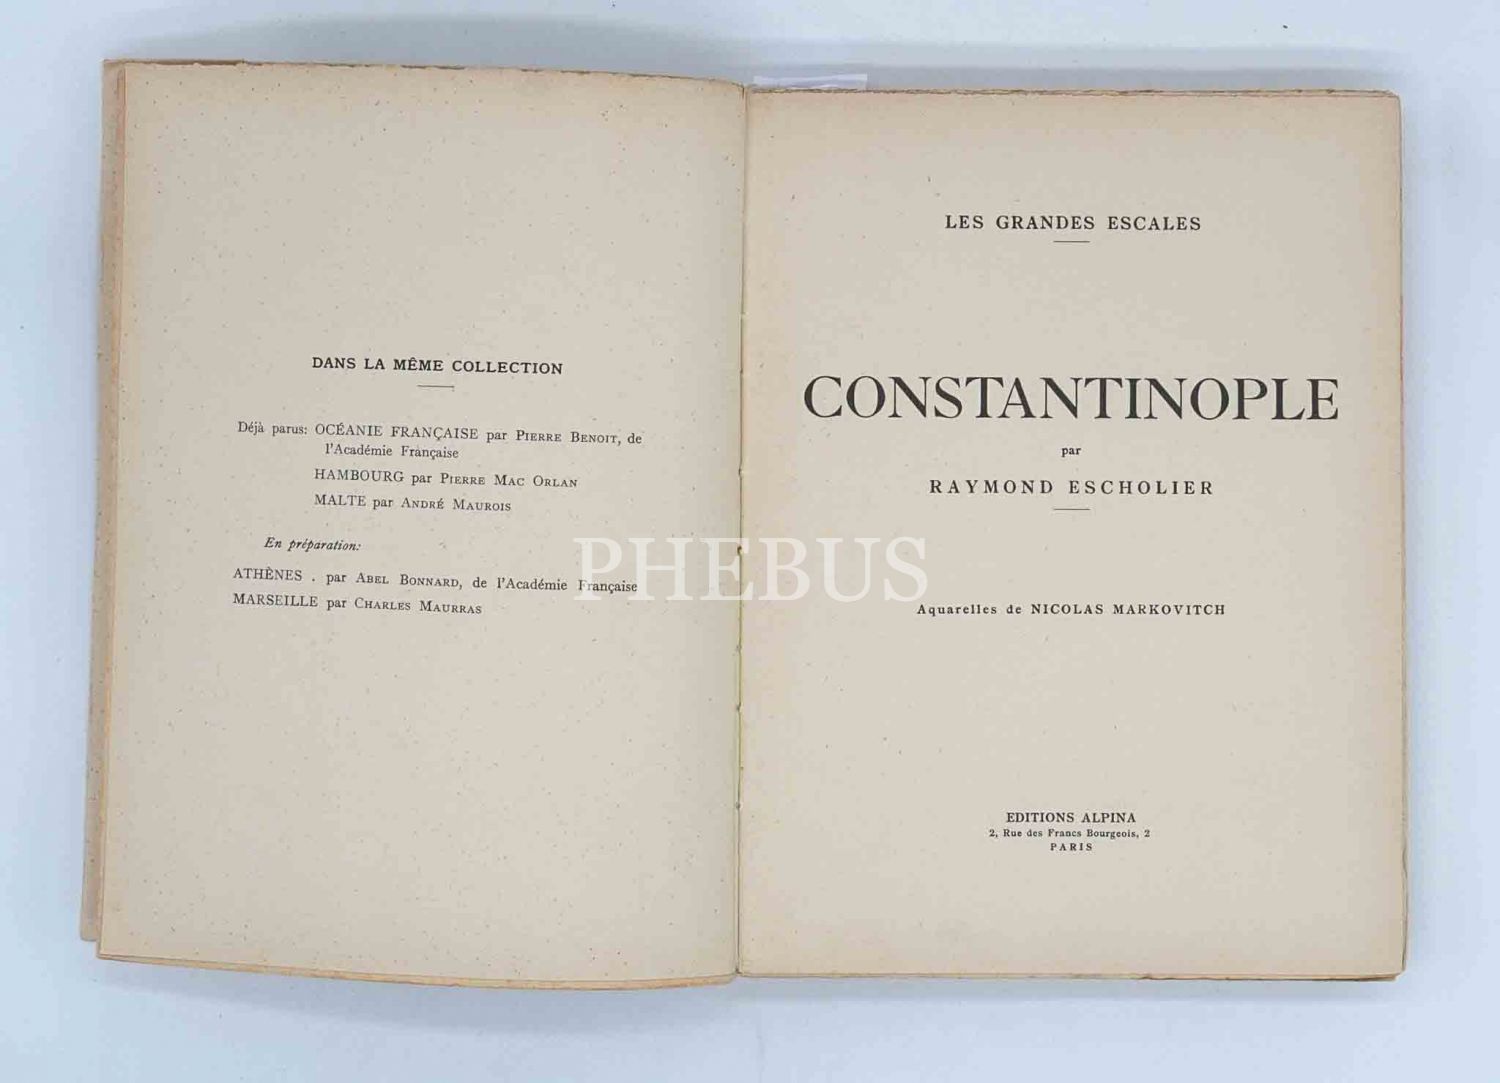 DANS LA MÊME COLLECTION
Déjà parus: OCÉANIE FRANÇAISE par PIERRE BENOIT, de
l'Académie Française
HAMBOURG par PIERRE MAC ORLAN
MALTE par ANDRÉ MAUROIS
En préparation:
ATHÈNES . par ABEL BONNARD, de l'Académie Française
MARSEILLE par CHARLES MAURRAS
PHEBUS
LES GRANDES ESCALES
CONSTANTINOPLE
par
RAYMOND ESCHOLIER
Aquarelles de NICOLAS MARKOVITCH
EDITIONS ALPINA
2, Rue des Francs Bourgeois, 2
PARIS